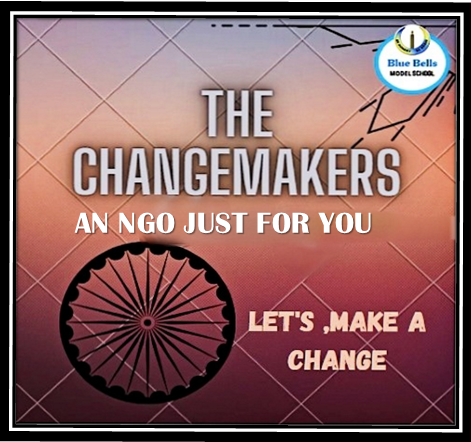 Blue Bells
MODEL SCHOOL
THE
CHANGEMAKERS
AN NGO JUST FOR YOU
LET'S ,MAKE A
CHANGE